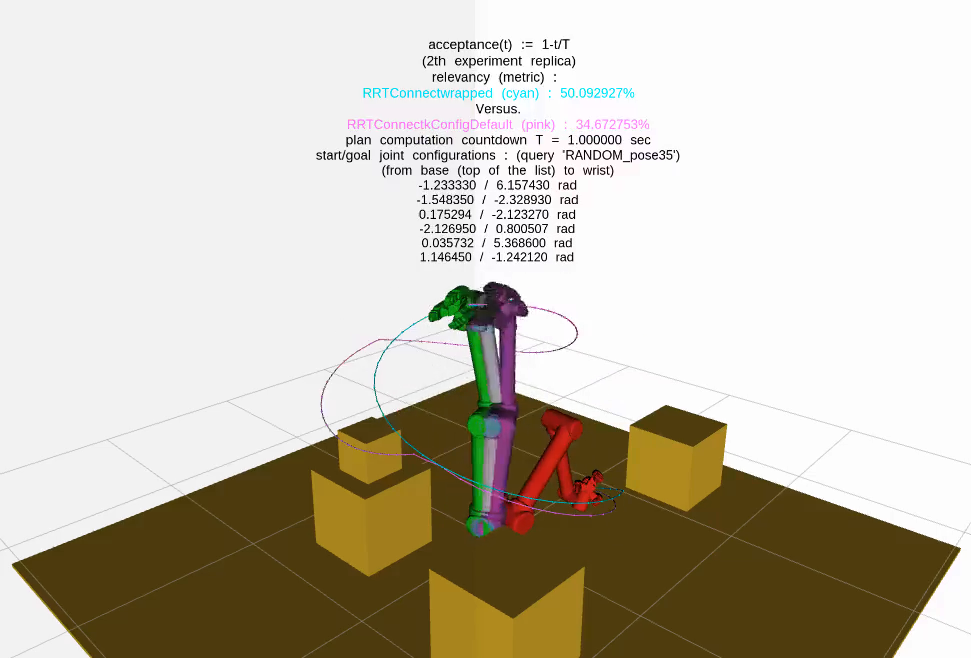 acceptance(t) := 1-t/T
(2th experiment replica)
relevancy (metric) :
RRTConnectwrapped (cyan) : 50.092927%
Versus.
RRTConnectkConfigDefault (pink) : 34.672753%
plan computation countdown T = 1.000000 sec
start/goal joint configurations : (query 'RANDOM_pose35')
(from base (top of the list) to wrist)
-1.233330 / 6.157430 rad
-1.548350 / -2.328930 rad
0.175294 / -2.123270 rad
-2.126950 / 0.800507 rad
0.035732 / 5.368600 rad
1.146450 / -1.242120 rad